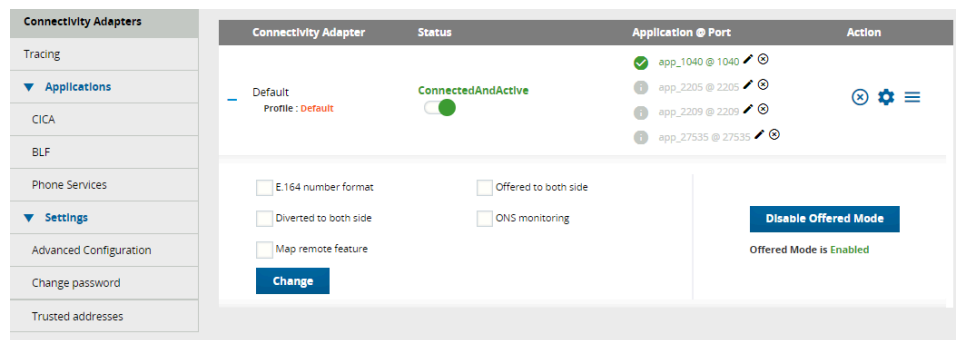 Connectivity Adapters
Tracing
Applications
CICA
BLF
Phone Services
Settings
Advanced Configuration
Change password
Trusted addresses
Connectivity Adapter Status Application @ Port Action
Default
Profile : Default
ConnectedAndActive
app_1040 @ 1040
app_2205 @ 2205
app_2209 @ 2209
app_27535 @ 27535
E.164 number format Offered to both side
Diverted to both side ONS monitoring
Map remote feature
Change
Disable Offered Mode
Offered Mode is Enabled